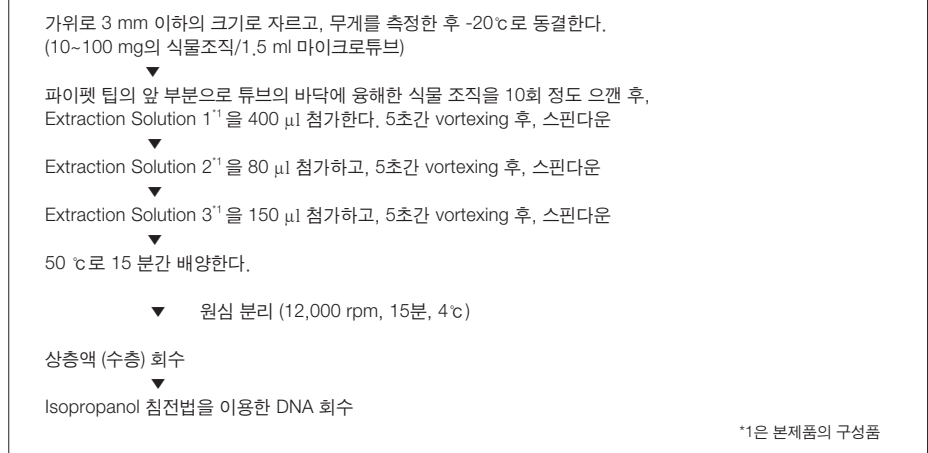 가위로 3 mm 이하의 크기로 자르고, 무게를 측정한 후 -20℃로 동결한다.
(10~100 mg의 식물조직/1.5 ml 마이크로튜브)
▼
파이펫 팁의 앞 부분으로 튜브의 바닥에 융해한 식물 조직을 10회 정도 으깬 후,
Extraction Solution 1*1 을 400 μl 첨가한다. 5초간 vortexing 후, 스핀다운
▼
Extraction Solution 2*1 을 80 μl 첨가하고, 5초간 vortexing 후, 스핀다운
▼
Extraction Solution 3*1 을 150 μl 첨가하고, 5초간 vortexing 후, 스핀다운
▼
50 ℃로 15 분간 배양한다.
▼ 원심 분리 (12,000 rpm, 15분, 4℃)
상층액 (수층) 회수
▼
Isopropanol 침전법을 이용한 DNA 회수
*1은 본제품의 구성품